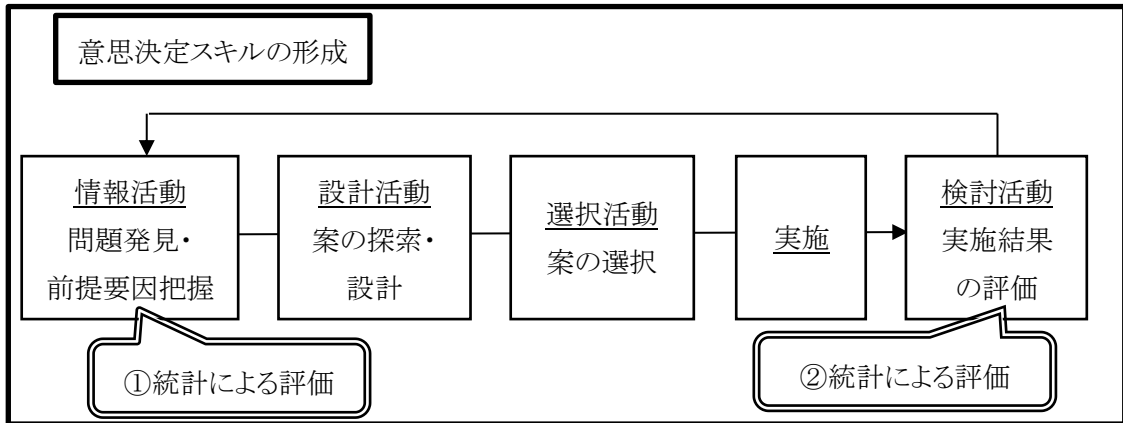 意思決定スキルの形成
情報活動
問題発見・
前提要因把握
設計活動
案の探索・
設計
選択活動
案の選択
実施
検討活動
実施結果
の評価
①統計による評価
②統計による評価